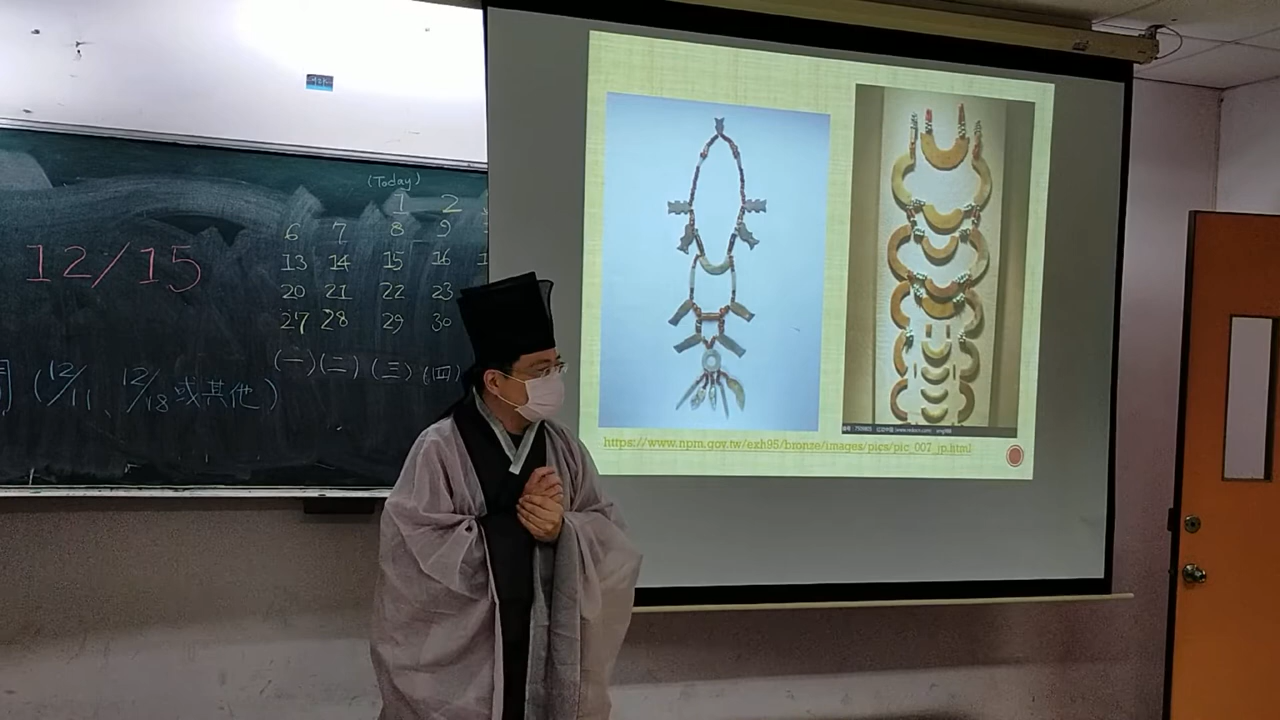 (Today)
1 2
6 7 8 9
12/15
13 14 15 16 1
20 21 22 23
27 28 29 30
(一)(二)(三)(四)
(12/11、12/18或其他)
https://www.npm.gov.tw/exh95/bronze/images/pics/pic_007_jp.html